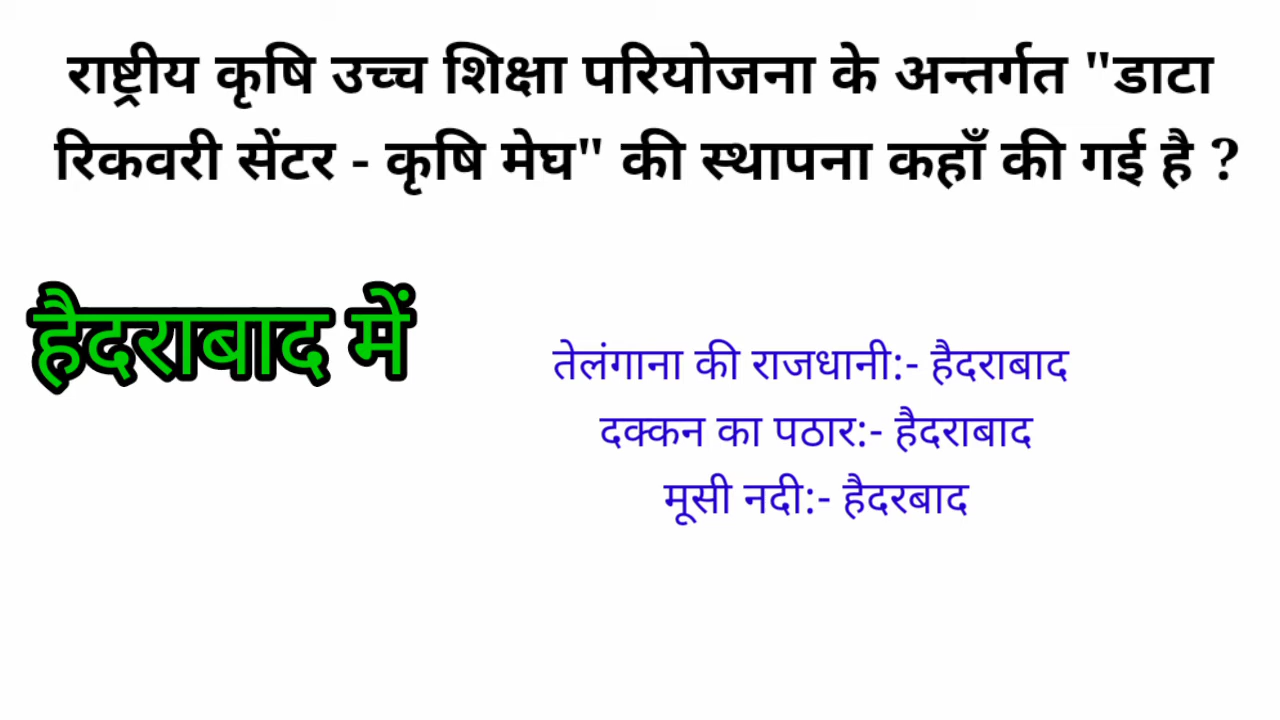 राष्ट्रीय कृषि उच्च शिक्षा परियोजना के अन्तर्गत "डाटा
रिकवरी सेंटर - कृषि मेघ" की स्थापना कहाँ की गई है ?
हैदराबाद में
तेलंगाना की राजधानी:- हैदराबाद
दक्कन का पठार:- हैदराबाद
मूसी नदी:- हैदरबाद